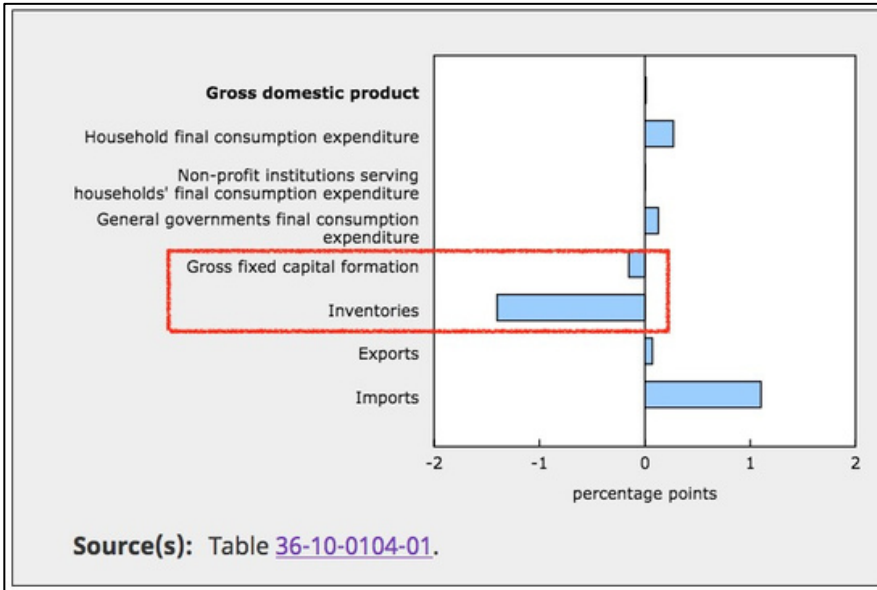 Gross domestic product
Household final consumption expenditure
Non-profit institutions serving
households' final consumption expenditure
General governments final consumption
expenditure
Gross fixed capital formation
Inventories
Exports
Imports
-2 -1 0 1 2
percentage points
Source(s): Table 36-10-0104-01.